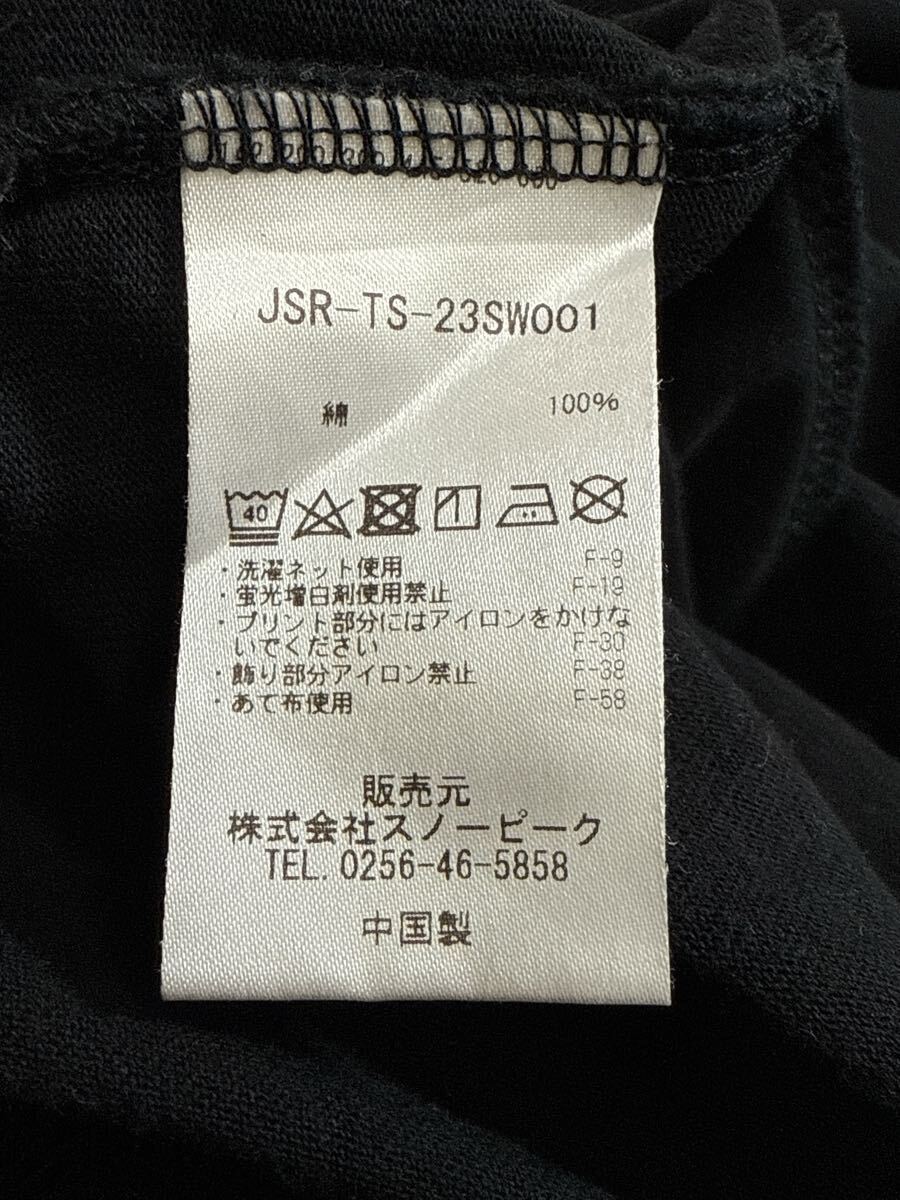 JSR-TS-23SW001
綿 100%
40
・洗濯ネット使用 F-9
・蛍光増白剤使用禁止 F-19
・プリント部分にはアイロンをかけな
いでください F-30
・飾り部分アイロン禁止 F-38
・あて布使用 F-58
販売元
株式会社スノーピーク
TEL. 0256-46-5858
中国製